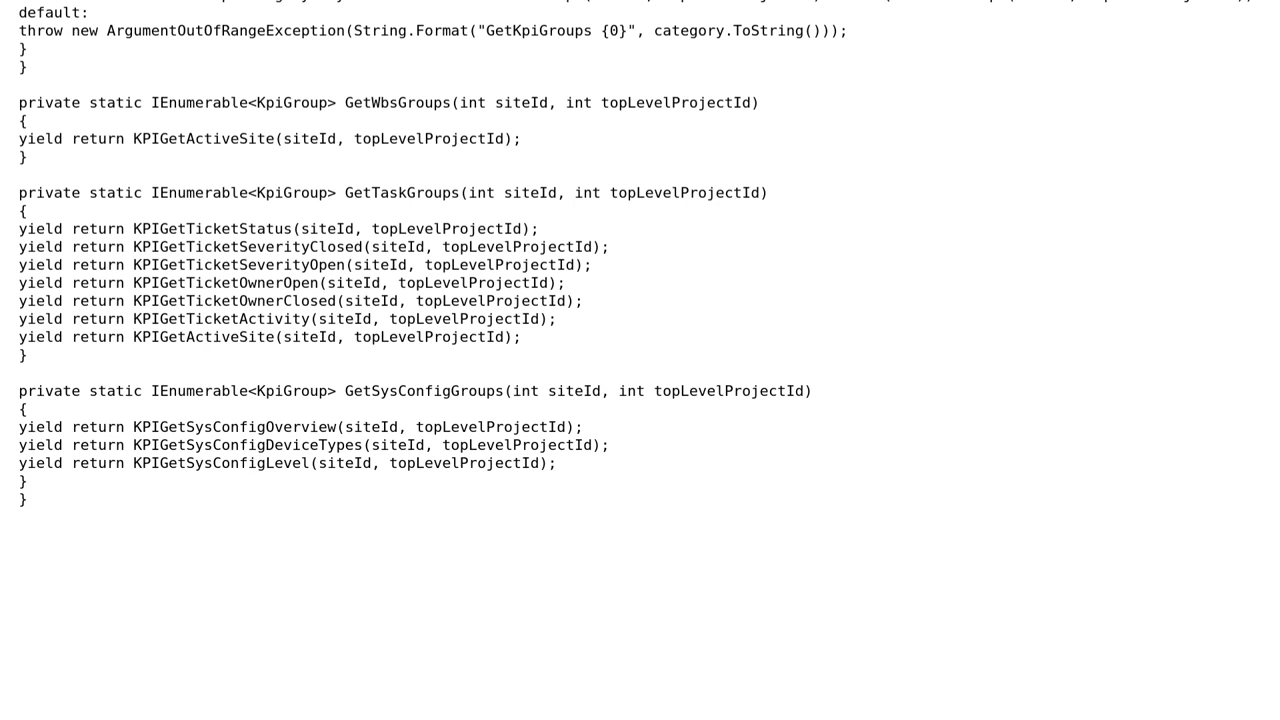 default:
throw new ArgumentOutOfRangeException(String.Format("GetKpiGroups {0}", category.ToString()));
}
}

private static IEnumerable<KpiGroup> GetWbsGroups(int siteId, int topLevelProjectId)
{
yield return KPIGetActiveSite(siteId, topLevelProjectId);
}

private static IEnumerable<KpiGroup> GetTaskGroups(int siteId, int topLevelProjectId)
{
yield return KPIGetTicketStatus(siteId, topLevelProjectId);
yield return KPIGetTicketSeverityClosed(siteId, topLevelProjectId);
yield return KPIGetTicketSeverityOpen(siteId, topLevelProjectId);
yield return KPIGetTicketOwnerOpen(siteId, topLevelProjectId);
yield return KPIGetTicketOwnerClosed(siteId, topLevelProjectId);
yield return KPIGetTicketActivity(siteId, topLevelProjectId);
yield return KPIGetActiveSite(siteId, topLevelProjectId);
}

private static IEnumerable<KpiGroup> GetSysConfigGroups(int siteId, int topLevelProjectId)
{
yield return KPIGetSysConfigOverview(siteId, topLevelProjectId);
yield return KPIGetSysConfigDeviceTypes(siteId, topLevelProjectId);
yield return KPIGetSysConfigLevel(siteId, topLevelProjectId);
}
}